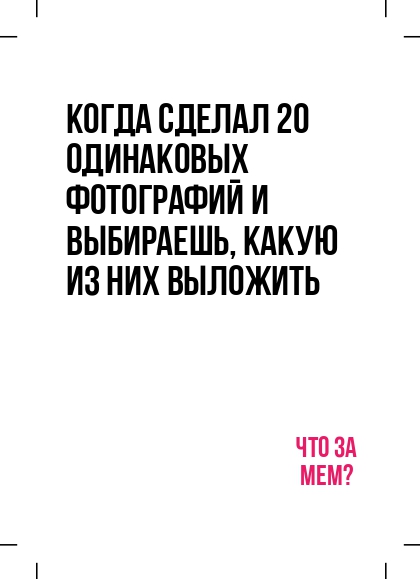 КОГДА СДЕЛАЛ 20
ОДИНАКОВЫХ
ФОТОГРАФИЙ И
ВЫБИРАЕШЬ, КАКУЮ
ИЗ НИХ ВЫЛОЖИТЬ
ЧТО ЗА
МЕМ?